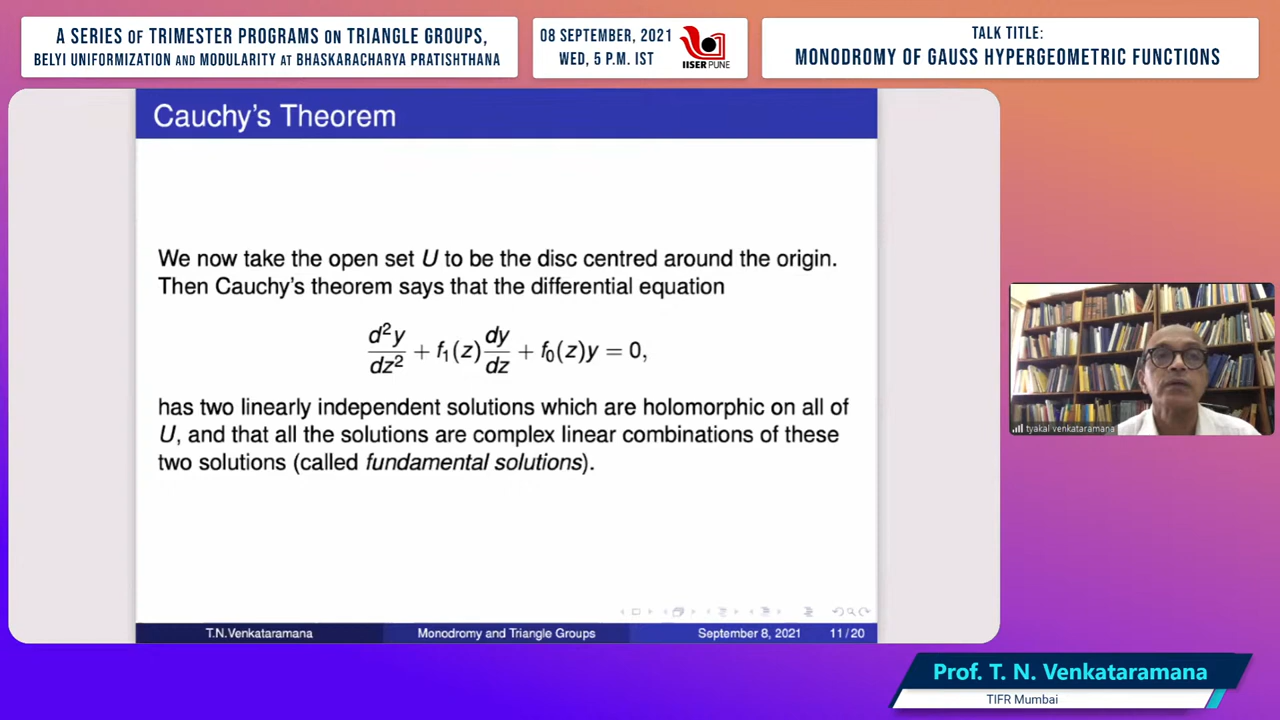 A SERIES OF TRIMESTER PROGRAMS ON TRIANGLE GROUPS,
BELYI UNIFORMIZATION AND MODULARITY AT BHASKARACHARYA PRATISHTHANA
08 SEPTEMBER, 2021
WED, 5 P.M. IST
IISER PUNE
TALK TITLE:
MONODROMY OF GAUSS HYPERGEOMETRIC FUNCTIONS
Cauchy's Theorem
We now take the open set U to be the disc centred around the origin.
Then Cauchy's theorem says that the differential equation
d²y/dz² + f₁(z) dy/dz + f₀(z)y = 0,
has two linearly independent solutions which are holomorphic on all of
U, and that all the solutions are complex linear combinations of these
two solutions (called fundamental solutions).
tyakal venkataramana
T.N.Venkataramana Monodromy and Triangle Groups September 8, 2021 11/20
Prof. T. N. Venkataramana
TIFR Mumbai